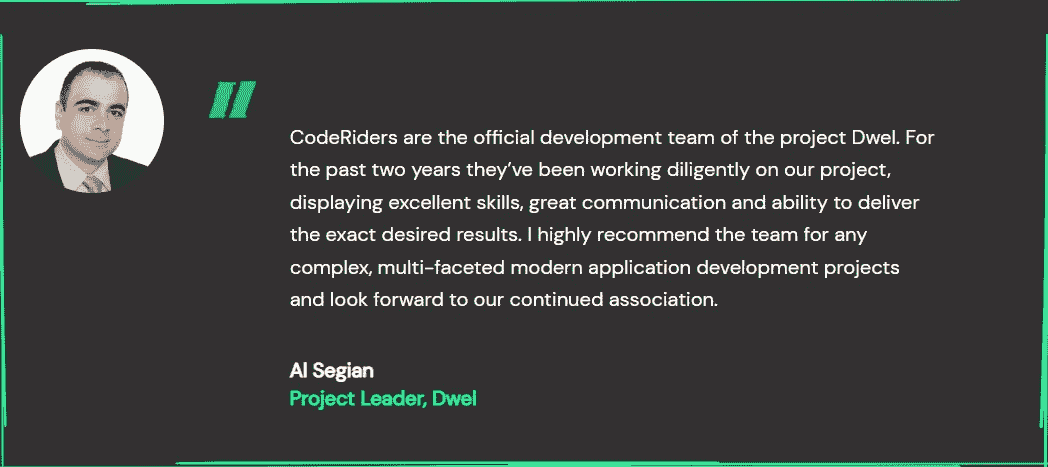 CodeRiders are the official development team of the project Dwel. For
the past two years they’ve been working diligently on our project,
displaying excellent skills, great communication and ability to deliver
the exact desired results. I highly recommend the team for any
complex, multi-faceted modern application development projects
and look forward to our continued association.
Al Segian
Project Leader, Dwel